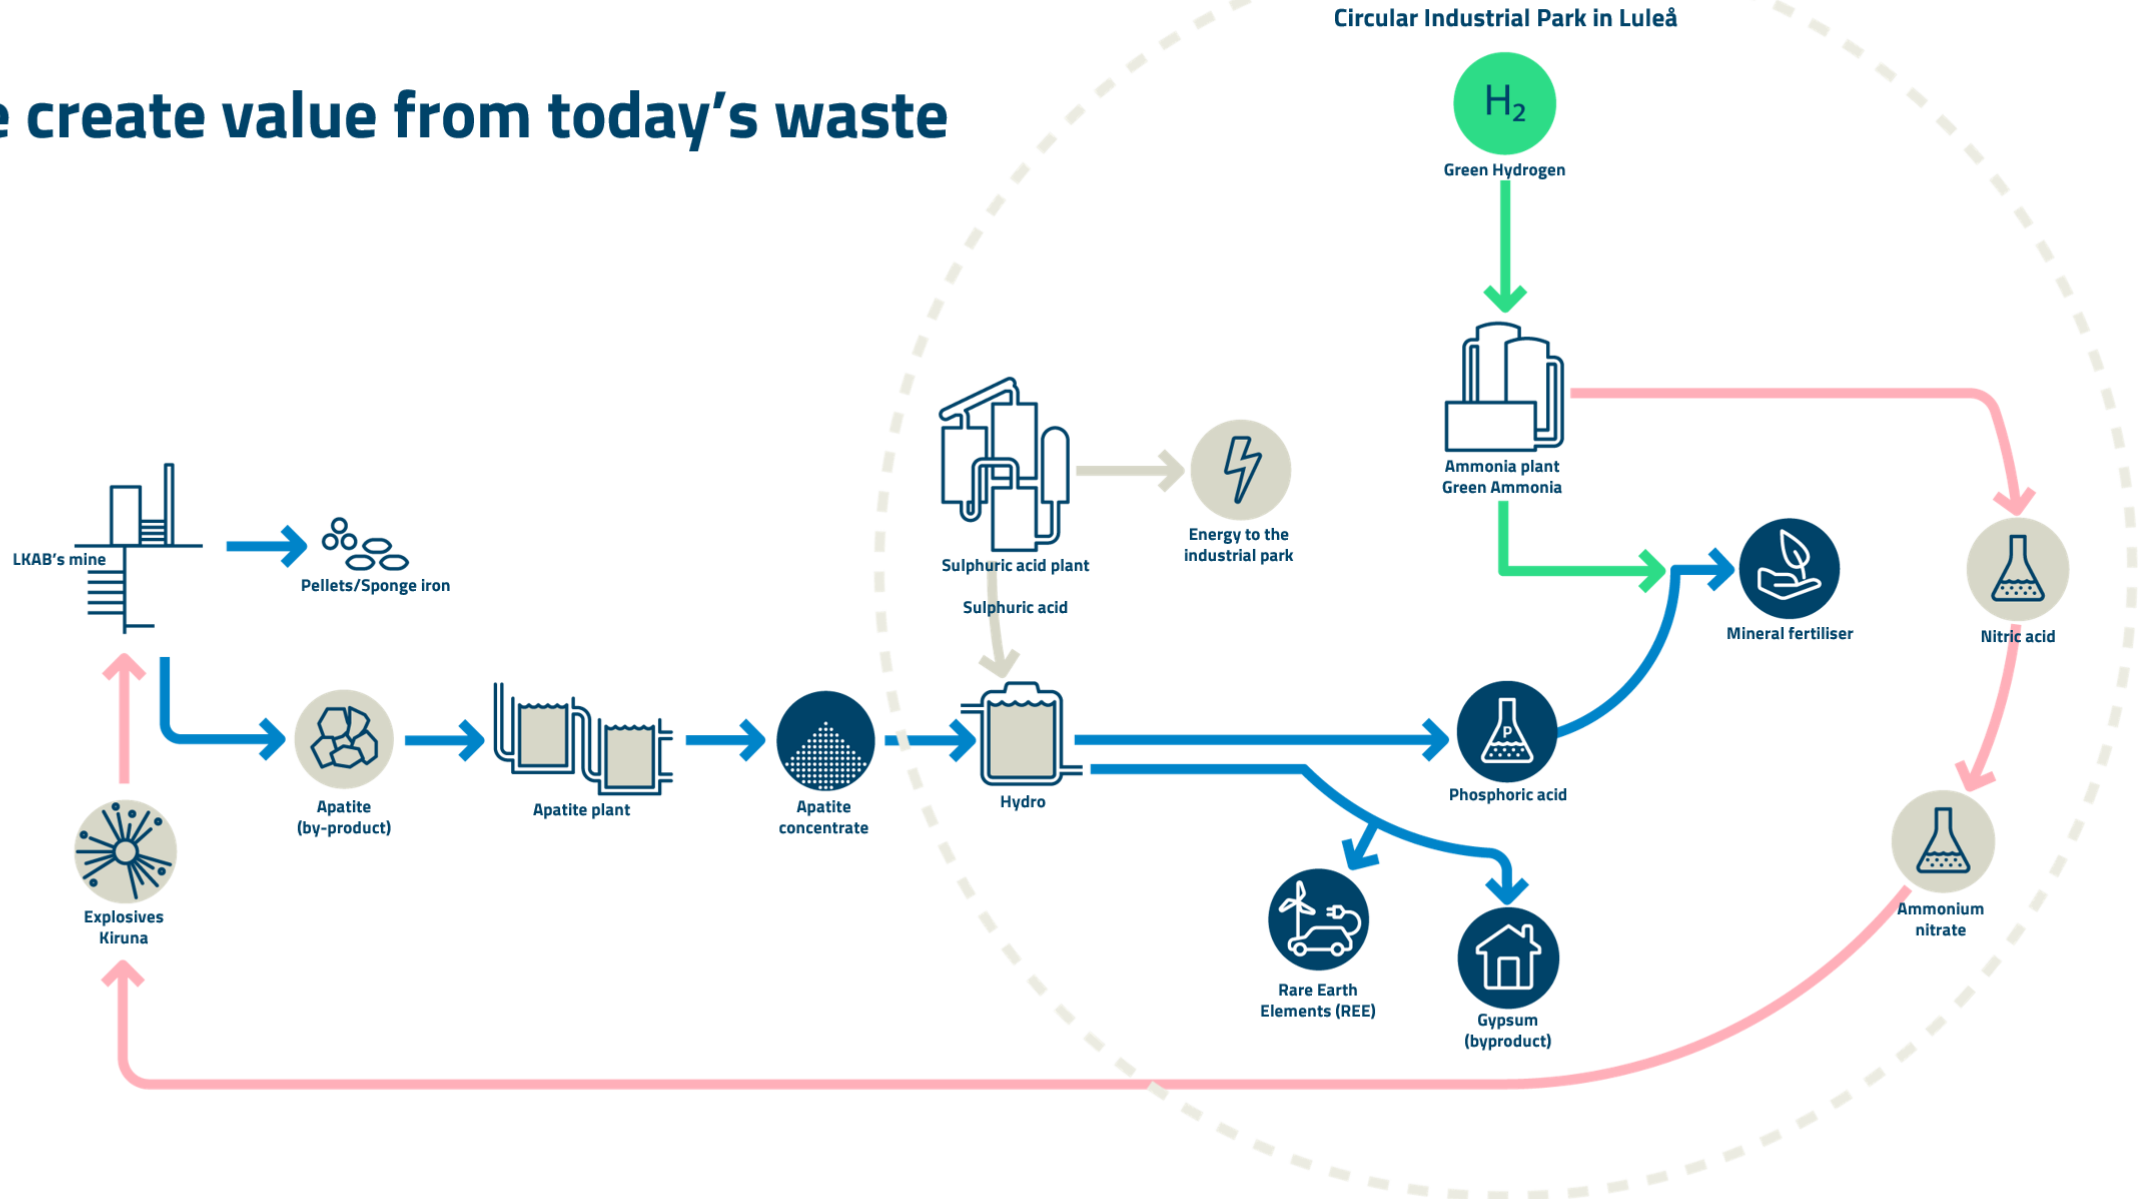 Circular Industrial Park in Luleå
e create value from today’s waste
H₂
Green Hydrogen
Ammonia plant
Green Ammonia
Sulphuric acid plant
Sulphuric acid
Energy to the
industrial park
LKAB’s mine
Pellets/Sponge iron
Mineral fertiliser
Nitric acid
Apatite
(by-product)
Apatite plant
Apatite
concentrate
Hydro
P
Phosphoric acid
Explosives
Kiruna
Ammonium
nitrate
Rare Earth
Elements (REE)
Gypsum
(byproduct)